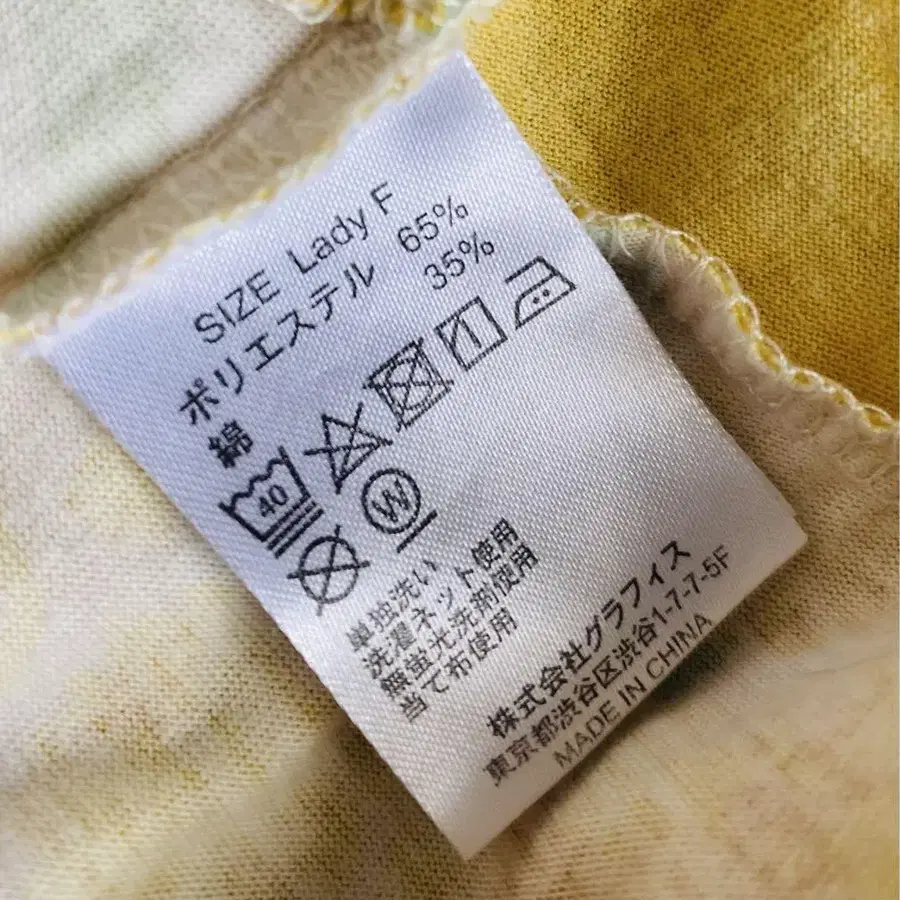 SIZE Lady F
ポリエステル 65%
綿 35%
40
W
単独洗い
洗濯ネット使用
無蛍光洗剤使用
当て布使用
株式会社グラフィス
東京都渋谷区渋谷1-7-7-5F
MADE IN CHINA